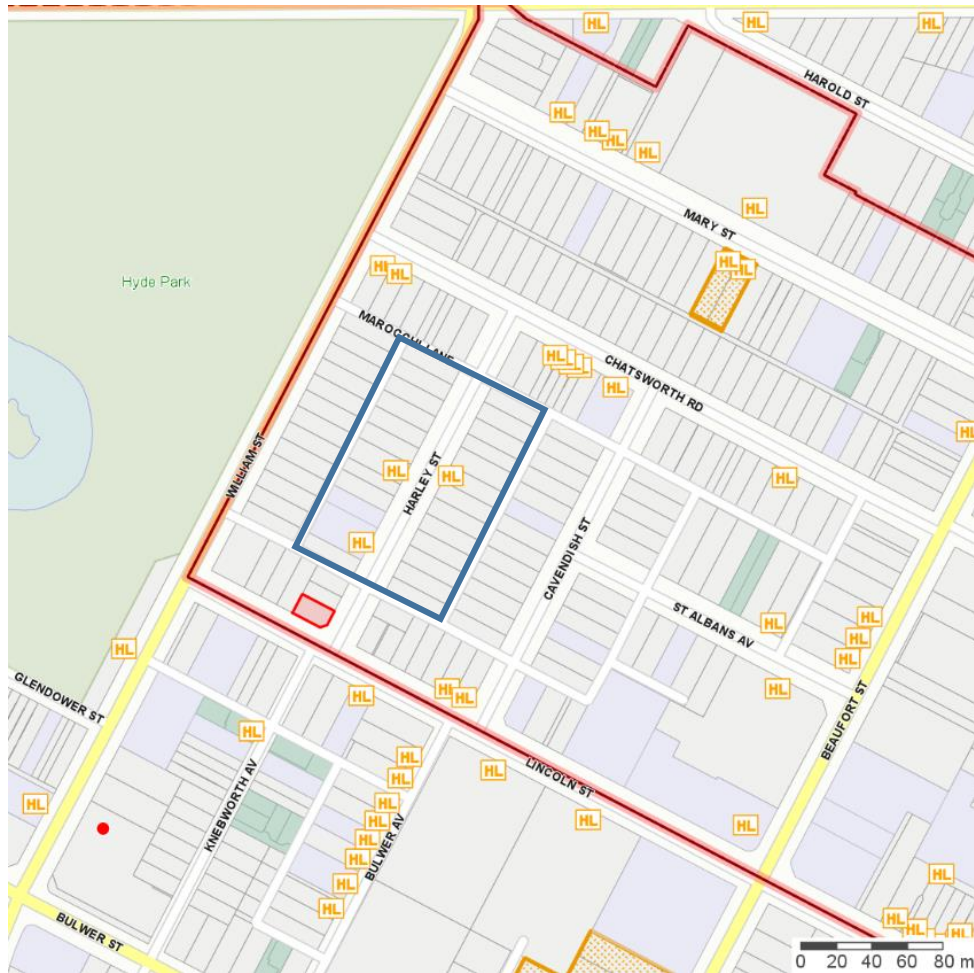 HL
HL
HL
HAROLD ST
HL
HL
HL
HL
HL
MARY ST
HL
HL
HL
HL
Hyde Park
MAROCCHI LANE
HL
HL
HL
HL
HL
CHATSWORTH RD
HL
WILLIAM ST
HL
HARLEY ST
HL
HL
HL
CAVENDISH ST
ST ALBANS AV
HL
HL
HL
HL
HL
HL
GLENDOWER ST
HL
HL
HL
BEAUFORT ST
HL
HL
HL
HL
LINCOLN ST
HL
HL
HL
HL
HL
HL
HL
HL
HL
KNEBWORTH AV
BULWER AV
HL
HL
HL
HL
HL
BULWER ST
0 20 40 60 80 m